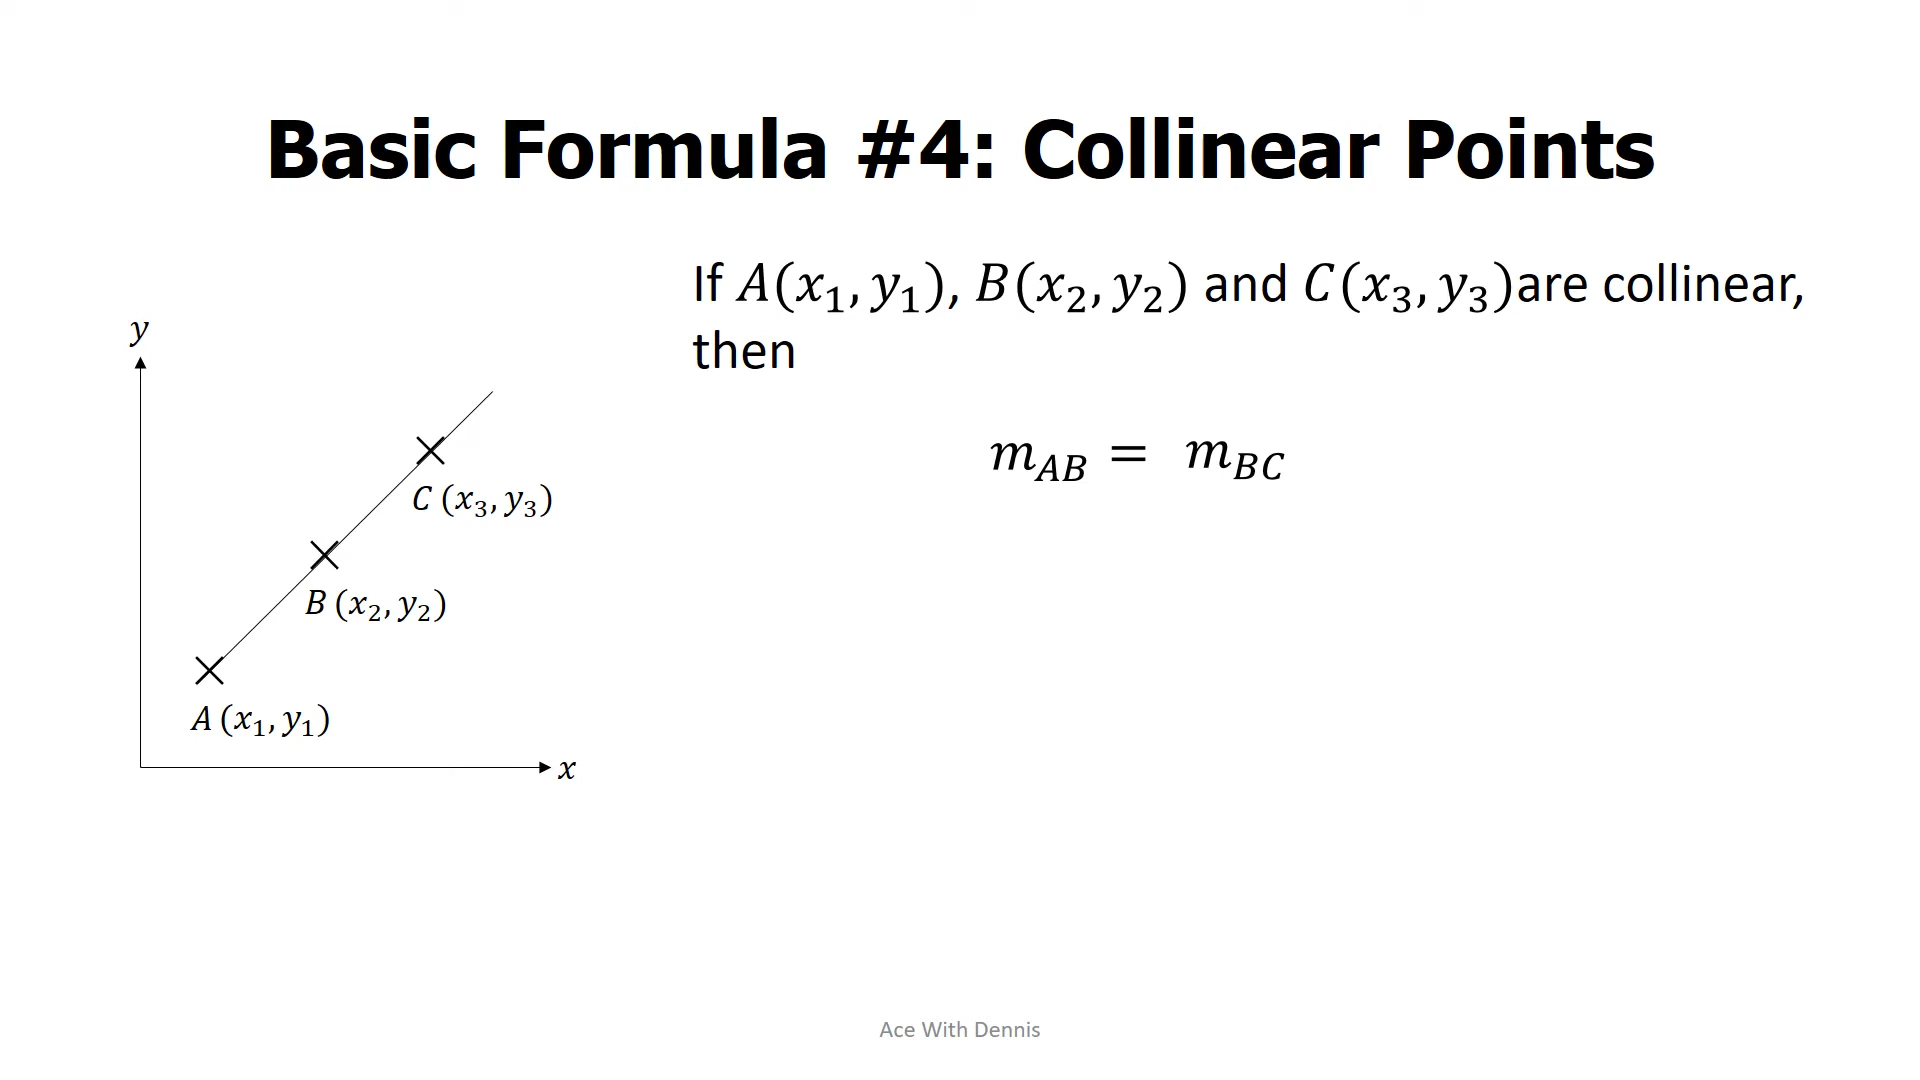 Basic Formula #4: Collinear Points
If A(x₁, y₁), B(x₂, y₂) and C(x₃, y₃)are collinear,
then
m_AB = m_BC
y
C (x₃, y₃)
B (x₂, y₂)
A (x₁, y₁)
x
Ace With Dennis